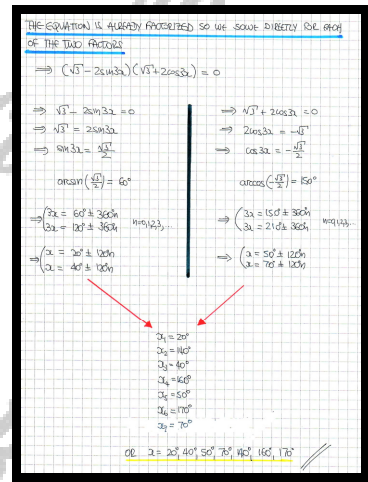 THE EQUATION IS ALREADY FACTORIZED SO WE SOLVE DIRECTLY FOR EACH
OF THE TWO FACTORS
⟹ (√3 - 2sin3x)(√3 + 2cos3x) = 0
⟹ √3 - 2sin3x = 0
⟹ √3 = 2sin3x
⟹ sin3x = √3/2
arcsin(√3/2) = 60°
⟹ (3x = 60° ± 360n
(3x = 120° ± 360n n=0,1,2,3,...
⟹ (x = 20° ± 120n
(x = 40° ± 120n
⟹ √3 + 2cos3x = 0
⟹ 2cos3x = -√3
⟹ cos3x = -√3/2
arccos(-√3/2) = 150°
⟹ (3x = 150° ± 360n
(3x = 210° ± 360n n=0,1,2,3,...
⟹ (x = 50° ± 120n
(x = 70° ± 120n
x₁ = 20°
x₂ = 140°
x₃ = 40°
x₄ = 160°
x₅ = 50°
x₆ = 170°
x₇ = 70°
OR x = 20°, 40°, 50°, 70°, 140°, 160°, 170°